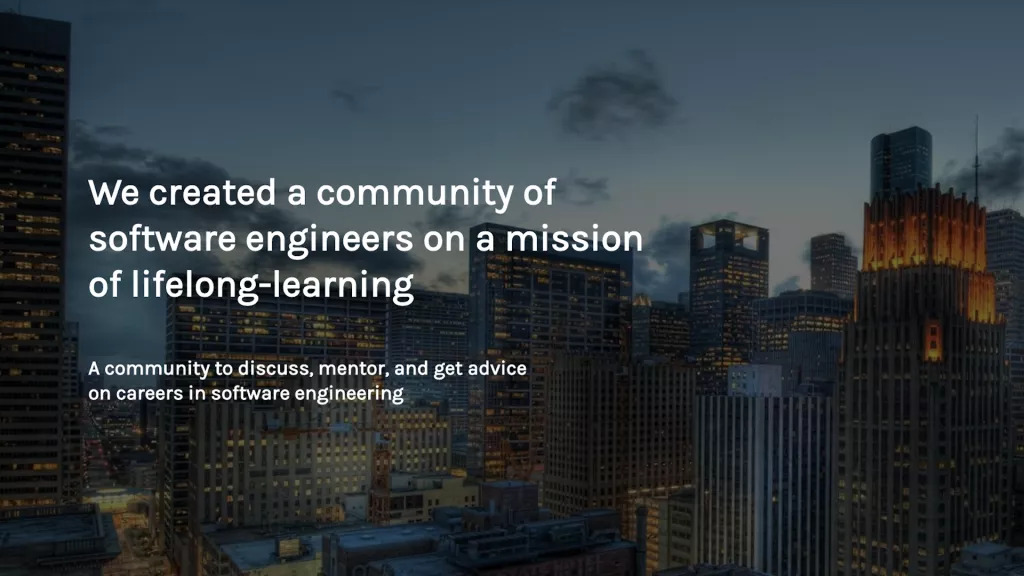 We created a community of
software engineers on a mission
of lifelong-learning
A community to discuss, mentor, and get advice
on careers in software engineering